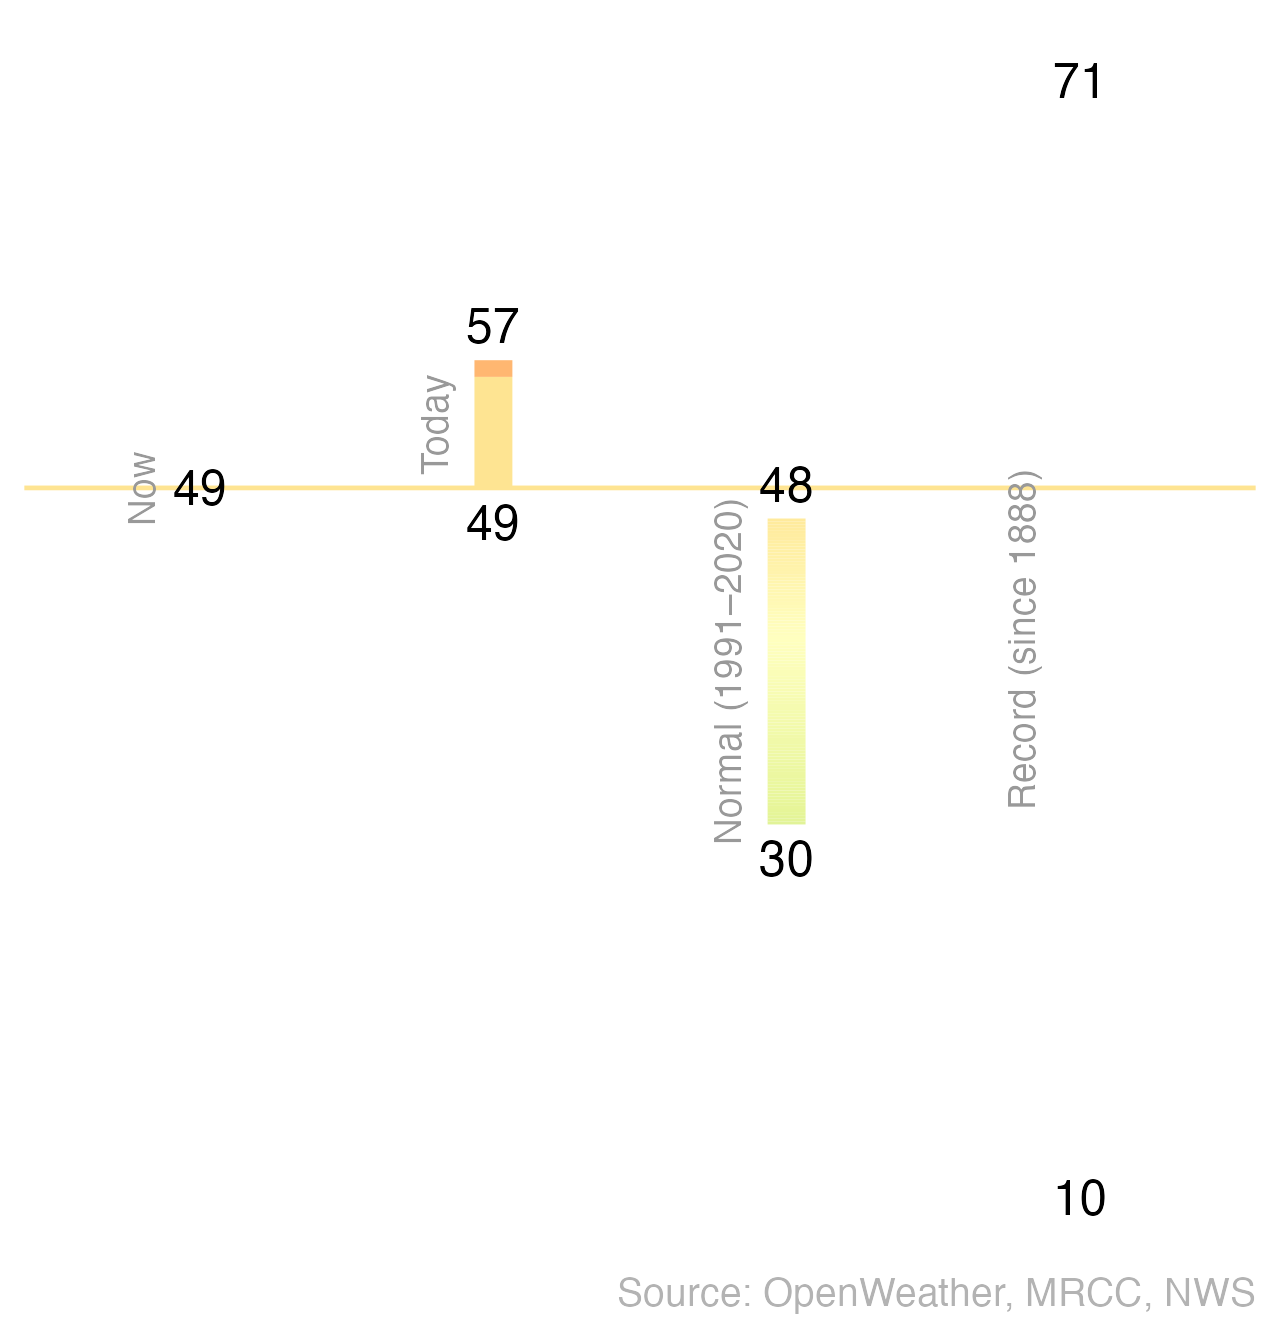 71
57
Today
Now
49
49
48
Normal (1991–2020)
30
Record (since 1888)
10
Source: OpenWeather, MRCC, NWS